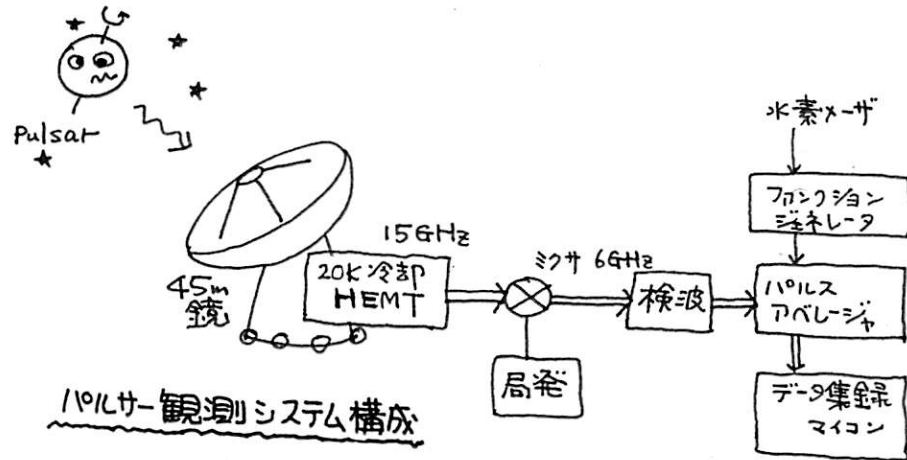 Pulsar
水素メーザ
ファンクション
ジェネレータ
15GHz
20K冷却
HEMT
45m
鏡
ミクサ 6GHz
検波
パルス
アベレージャ
局発
データ集録
マイコン
パルサー観測システム構成